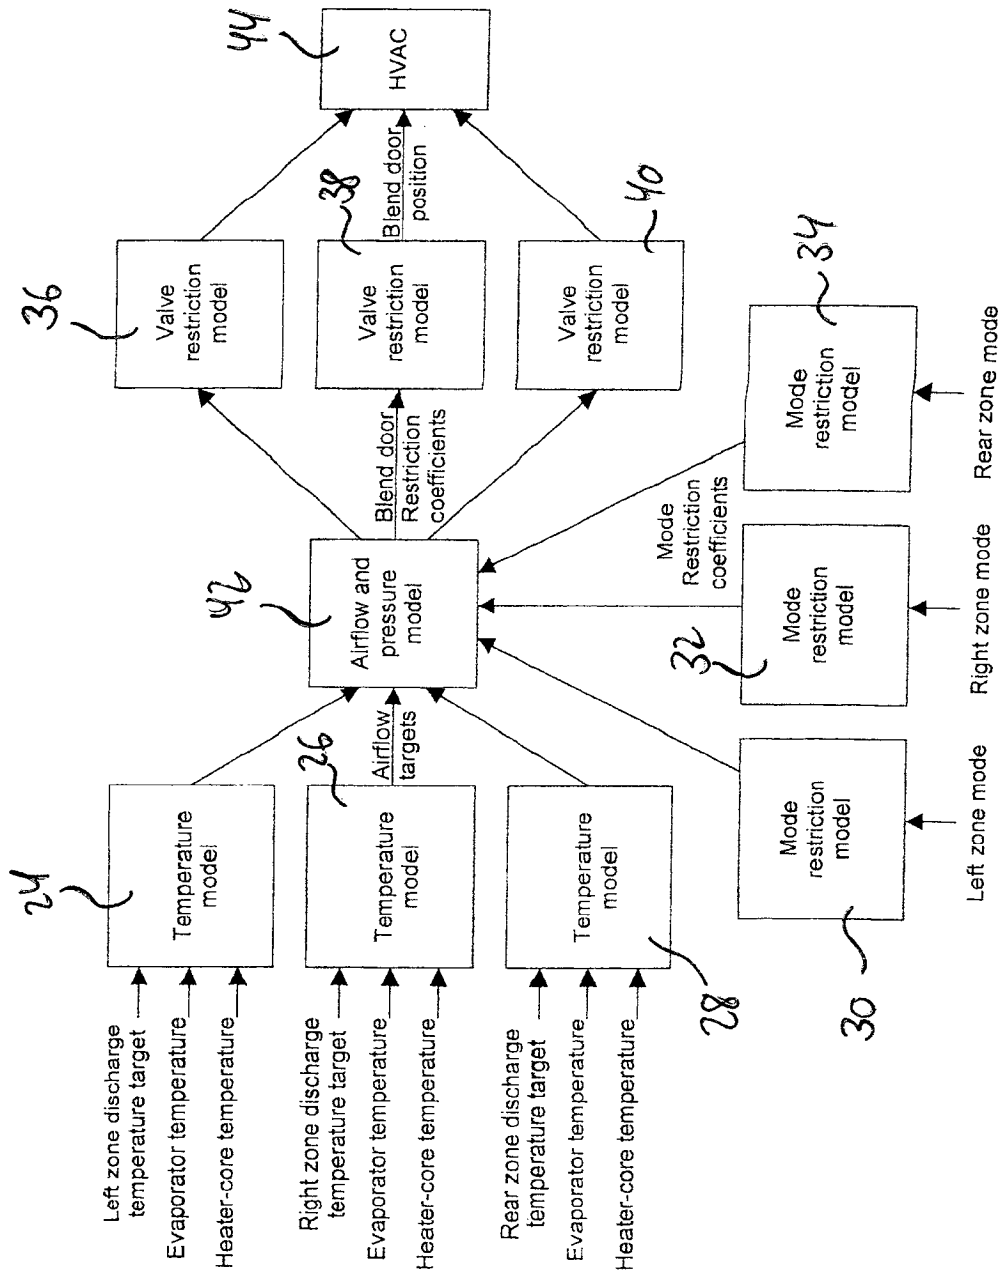 Left zone discharge
temperature target
Evaporator temperature
Heater-core temperature
24
Temperature
model
Right zone discharge
temperature target
Evaporator temperature
Heater-core temperature
26
Temperature
model
Airflow
targets
Rear zone discharge
temperature target
Evaporator temperature
Heater-core temperature
28
Temperature
model
42
Airflow and
pressure
model
Blend door
Restriction
coefficients
36
Valve
restriction
model
38
Valve
restriction
model
Blend door
position
40
Valve
restriction
model
44
HVAC
Mode
Restriction
coefficients
30
Mode
restriction
model
Left zone mode
32
Mode
restriction
model
Right zone mode
34
Mode
restriction
model
Rear zone mode